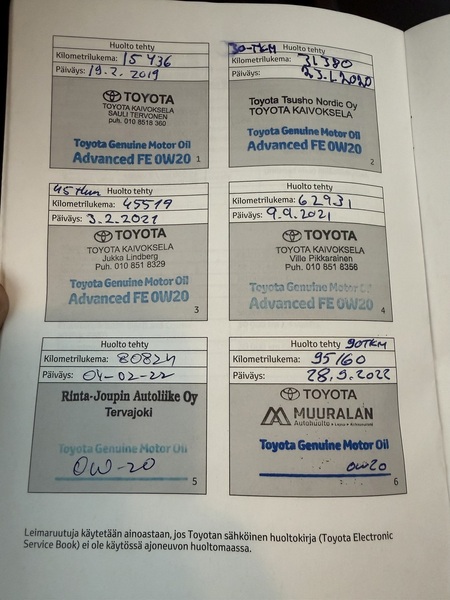 Huolto tehty
Kilometrilukema: 15 436
Päiväys: 19.2. 2019
TOYOTA
TOYOTA KAIVOKSELA
SAULI TERVONEN
puh. 010 8518 360
Toyota Genuine Motor Oil
Advanced FE 0W20
1
30-TKM Huolto tehty
Kilometrilukema: 31380
Päiväys: 23.1.2020
Toyota Tsusho Nordic Oy
TOYOTA KAIVOKSELA
Toyota Genuine Motor Oil
Advanced FE 0W20
2
45 tkm Huolto tehty
Kilometrilukema: 45519
Päiväys: 3.2.2021
TOYOTA
TOYOTA KAIVOKSELA
Jukka Lindberg
Puh. 010 851 8329
Toyota Genuine Motor Oil
Advanced FE 0W20
3
Huolto tehty
Kilometrilukema: 62931
Päiväys: 9.9.2021
TOYOTA
TOYOTA KAIVOKSELA
Ville Pikkarainen
Puh. 010 851 8356
Toyota Genuine Motor Oil
Advanced FE 0W20
4
Huolto tehty
Kilometrilukema: 80824
Päiväys: 04-02-22
Rinta-Joupin Autoliike Oy
Tervajoki
Toyota Genuine Motor Oil
0W-20
5
Huolto tehty 90TKM
Kilometrilukema: 95160
Päiväys: 28.9.2022
TOYOTA
MUURALAN
Autohuolto • Lapua • Kitinoja
Toyota Genuine Motor Oil
0w20
6
Leimaruutuja käytetään ainoastaan, jos Toyotan sähköinen huoltokirja (Toyota Electronic
Service Book) ei ole käytössä ajoneuvon huoltomaassa.